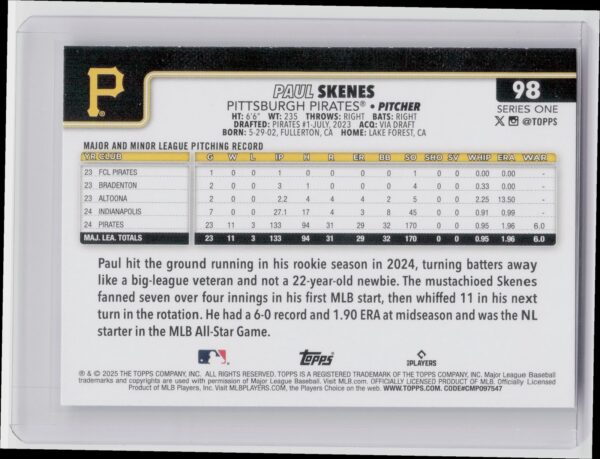 P
98
PAUL SKENES
SERIES ONE
PITTSBURGH PIRATES® • PITCHER
@TOPPS
HT: 6'6" WT: 235 THROWS: RIGHT BATS: RIGHT
DRAFTED: PIRATES #1-JULY, 2023 ACQ: VIA DRAFT
BORN: 5-29-02, FULLERTON, CA HOME: LAKE FOREST, CA
MAJOR AND MINOR LEAGUE PITCHING RECORD
YR CLUB G W L IP H R ER BB SO SHO SV WHIP ERA WAR
23 FCL PIRATES 1 0 0 1 0 0 0 0 1 0 0 0.00 0.00 -
23 BRADENTON 2 0 0 3 1 0 0 0 4 0 0 0.33 0.00 -
23 ALTOONA 2 0 0 2.2 4 4 4 2 5 0 0 2.25 13.50 -
24 INDIANAPOLIS 7 0 0 27.1 17 4 3 8 45 0 0 0.91 0.99 -
24 PIRATES 23 11 3 133 94 31 29 32 170 0 0 0.95 1.96 6.0
MAJ. LEA. TOTALS 23 11 3 133 94 31 29 32 170 0 0 0.95 1.96 6.0
Paul hit the ground running in his rookie season in 2024, turning batters away
like a big-league veteran and not a 22-year-old newbie. The mustachioed Skenes
fanned seven over four innings in his first MLB start, then whiffed 11 in his next
turn in the rotation. He had a 6-0 record and 1.90 ERA at midseason and was the NL
starter in the MLB All-Star Game.
topps
PLAYERS
® & © 2025 THE TOPPS COMPANY, INC. ALL RIGHTS RESERVED. TOPPS IS A REGISTERED TRADEMARK OF THE TOPPS COMPANY, INC. Major League Baseball
trademarks and copyrights are used with permission of Major League Baseball. Visit MLB.com. OFFICIALLY LICENSED PRODUCT OF MLB. Officially Licensed
Product of MLB Players, Inc. Visit MLBPLAYERS.com, the Players Choice on the web. WWW.TOPPS.COM. CODE#CMP097547